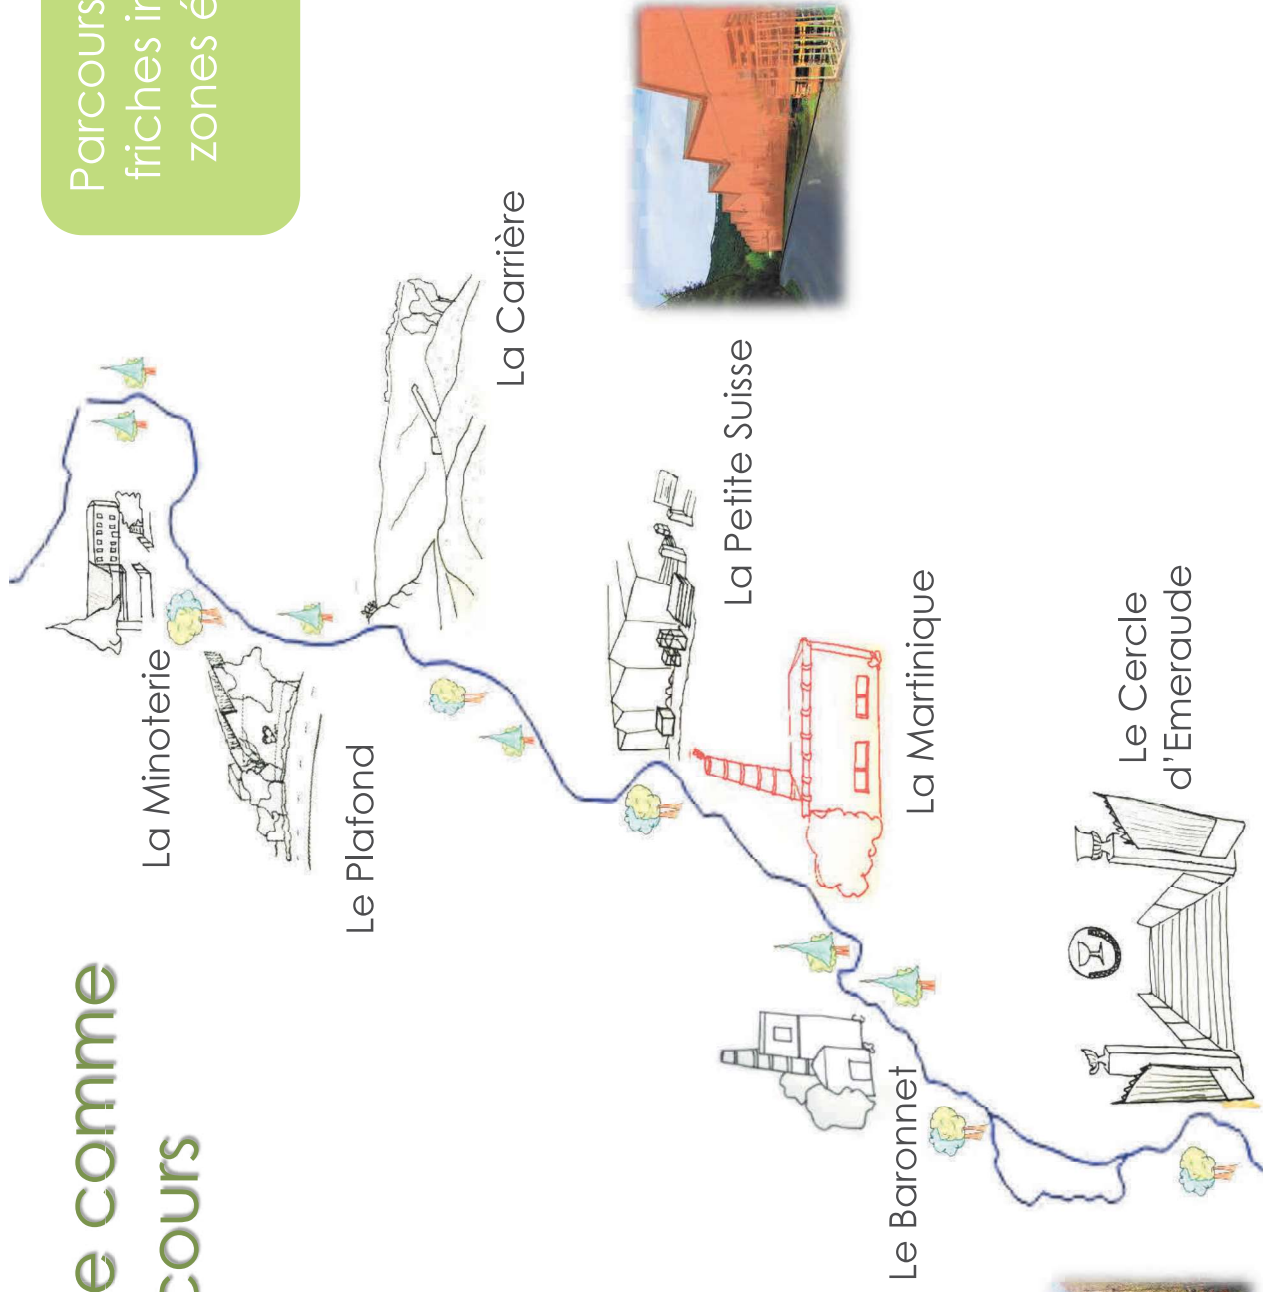 e comme
cours
Parcours
friches in
zones é
La Minoterie
Le Plafond
La Carrière
La Petite Suisse
Le Baronnet
La Martinique
Le Cercle
d'Emeraude